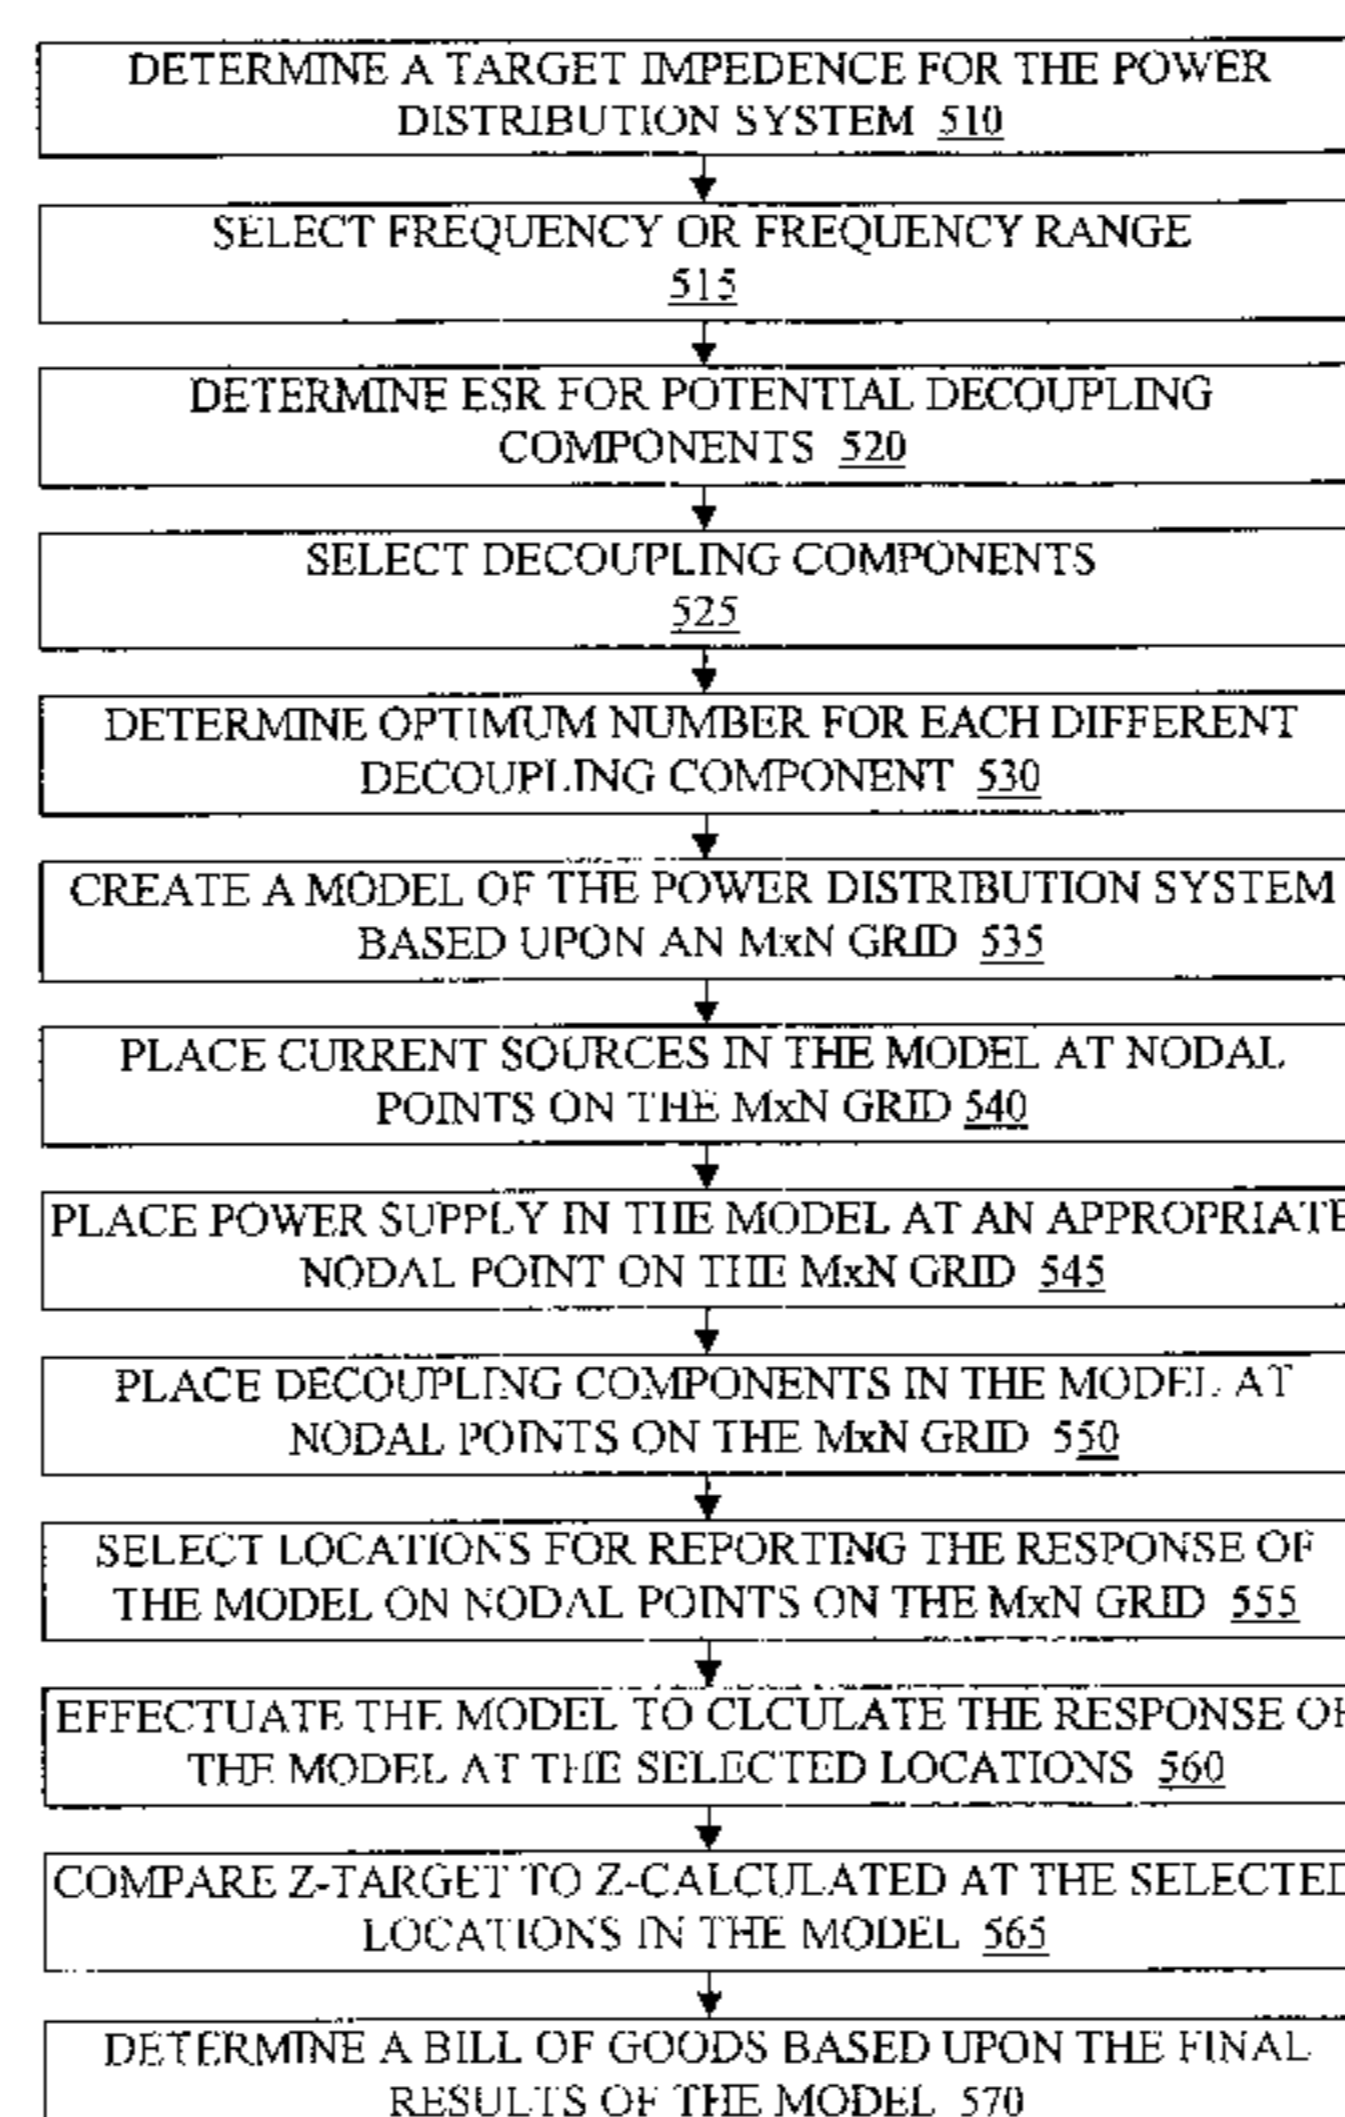 DETERMINE A TARGET IMPEDENCE FOR THE POWER
DISTRIBUTION SYSTEM 510
SELECT FREQUENCY OR FREQUENCY RANGE
515
DETERMINE ESR FOR POTENTIAL DECOUPLING
COMPONENTS 520
SELECT DECOUPLING COMPONENTS
525
DETERMINE OPTIMUM NUMBER FOR EACH DIFFERENT
DECOUPLING COMPONENT 530
CREATE A MODEL OF THE POWER DISTRIBUTION SYSTEM
BASED UPON AN MxN GRID 535
PLACE CURRENT SOURCES IN THE MODEL AT NODAL
POINTS ON THE MxN GRID 540
PLACE POWER SUPPLY IN THE MODEL AT AN APPROPRIATE
NODAL POINT ON THE MxN GRID 545
PLACE DECOUPLING COMPONENTS IN THE MODEL AT
NODAL POINTS ON THE MxN GRID 550
SELECT LOCATIONS FOR REPORTING THE RESPONSE OF
THE MODEL ON NODAL POINTS ON THE MxN GRID 555
EFFECTUATE THE MODEL TO CLCULATE THE RESPONSE OF
THE MODEL AT THE SELECTED LOCATIONS 560
COMPARE Z-TARGET TO Z-CALCULATED AT THE SELECTED
LOCATIONS IN THE MODEL 565
DETERMINE A BILL OF GOODS BASED UPON THE FINAL
RESULTS OF THE MODEL 570